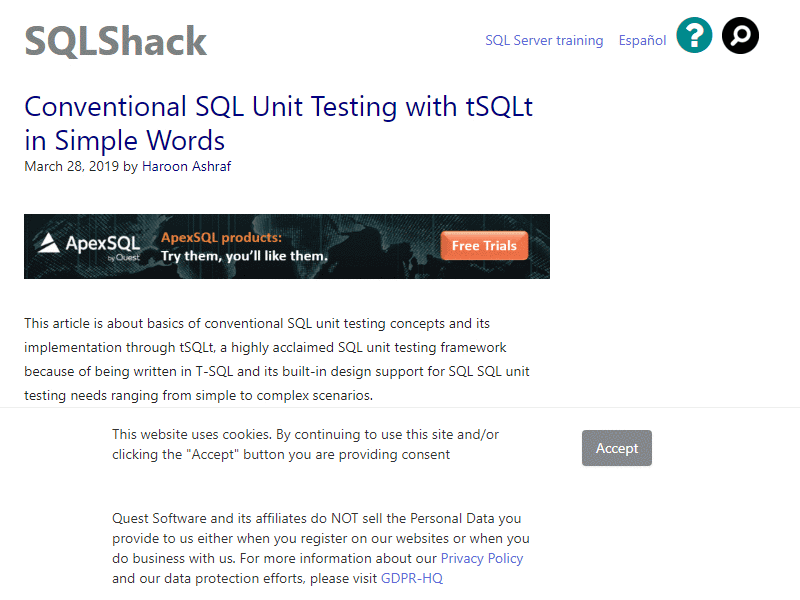 SQLShack
SQL Server training
Español
?
Conventional SQL Unit Testing with tSQLt
in Simple Words
March 28, 2019 by Haroon Ashraf
ApexSQL
by Quest
ApexSQL products:
Try them, you'll like them.
Free Trials
This article is about basics of conventional SQL unit testing concepts and its
implementation through tSQLt, a highly acclaimed SQL unit testing framework
because of being written in T-SQL and its built-in design support for SQL SQL unit
testing needs ranging from simple to complex scenarios.
This website uses cookies. By continuing to use this site and/or
clicking the "Accept" button you are providing consent
Accept
Quest Software and its affiliates do NOT sell the Personal Data you
provide to us either when you register on our websites or when you
do business with us. For more information about our Privacy Policy
and our data protection efforts, please visit GDPR-HQ